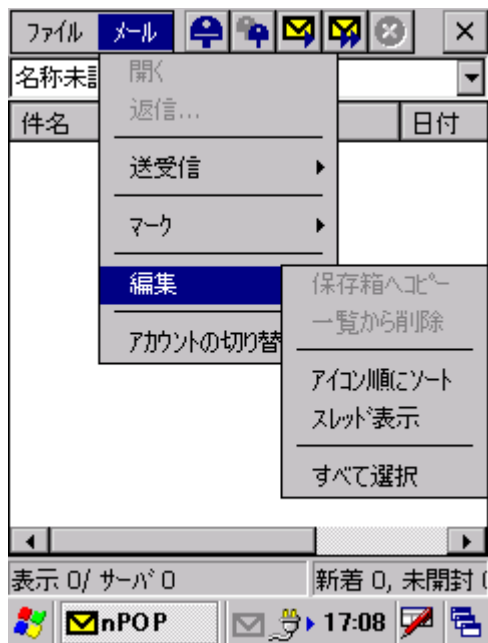 ファイル メール
名称未
件名 日付
開く
返信...
送受信
マーク
編集
アカウントの切り替
保存箱へコピー
一覧から削除
アイコン順にソート
スレッド表示
すべて選択
表示 0/ サーバ 0 新着 0, 未開封
nPOP 17:08